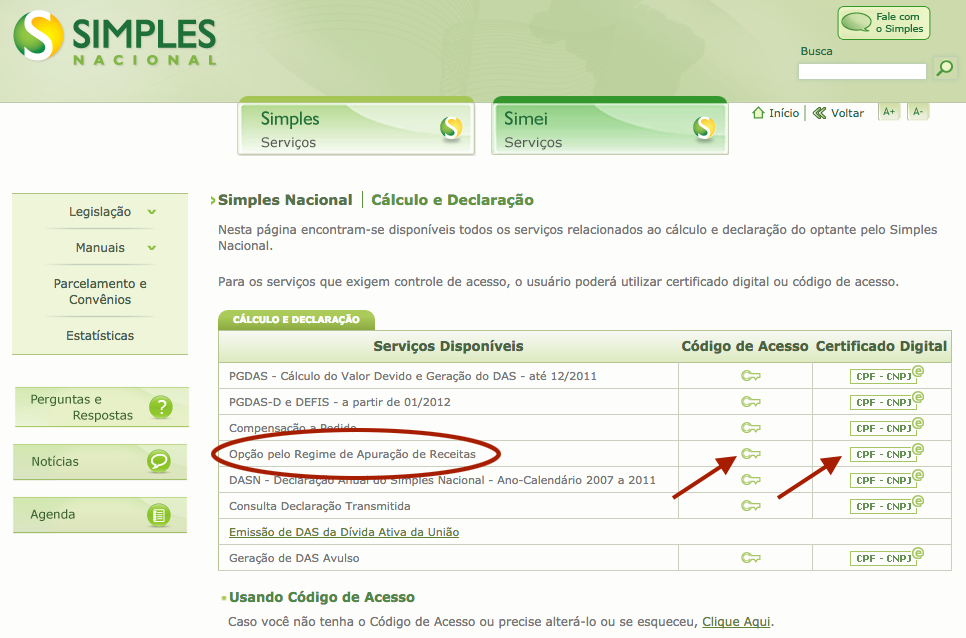 SIMPLES
NACIONAL
Fale com
o Simples
Busca
Simples
Serviços
Simei
Serviços
Início
Voltar
A+
A-
Legislação
Manuais
Parcelamento e
Convênios
Estatísticas
Perguntas e
Respostas
?
Notícias
Agenda
Simples Nacional | Cálculo e Declaração
Nesta página encontram-se disponíveis todos os serviços relacionados ao cálculo e declaração do optante pelo Simples
Nacional.
Para os serviços que exigem controle de acesso, o usuário poderá utilizar certificado digital ou código de acesso.
CÁLCULO E DECLARAÇÃO
Serviços Disponíveis Código de Acesso Certificado Digital
PGDAS - Cálculo do Valor Devido e Geração do DAS - até 12/2011 CPF - CNPJ e
PGDAS-D e DEFIS - a partir de 01/2012 CPF - CNPJ e
Compensação a Pedido CPF - CNPJ e
Opção pelo Regime de Apuração de Receitas CPF - CNPJ e
DASN - Declaração Anual do Simples Nacional - Ano-Calendário 2007 a 2011 CPF - CNPJ e
Consulta Declaração Transmitida CPF - CNPJ e
Emissão de DAS da Dívida Ativa da União
Geração de DAS Avulso CPF - CNPJ e
Usando Código de Acesso
Caso você não tenha o Código de Acesso ou precise alterá-lo ou se esqueceu, Clique Aqui.